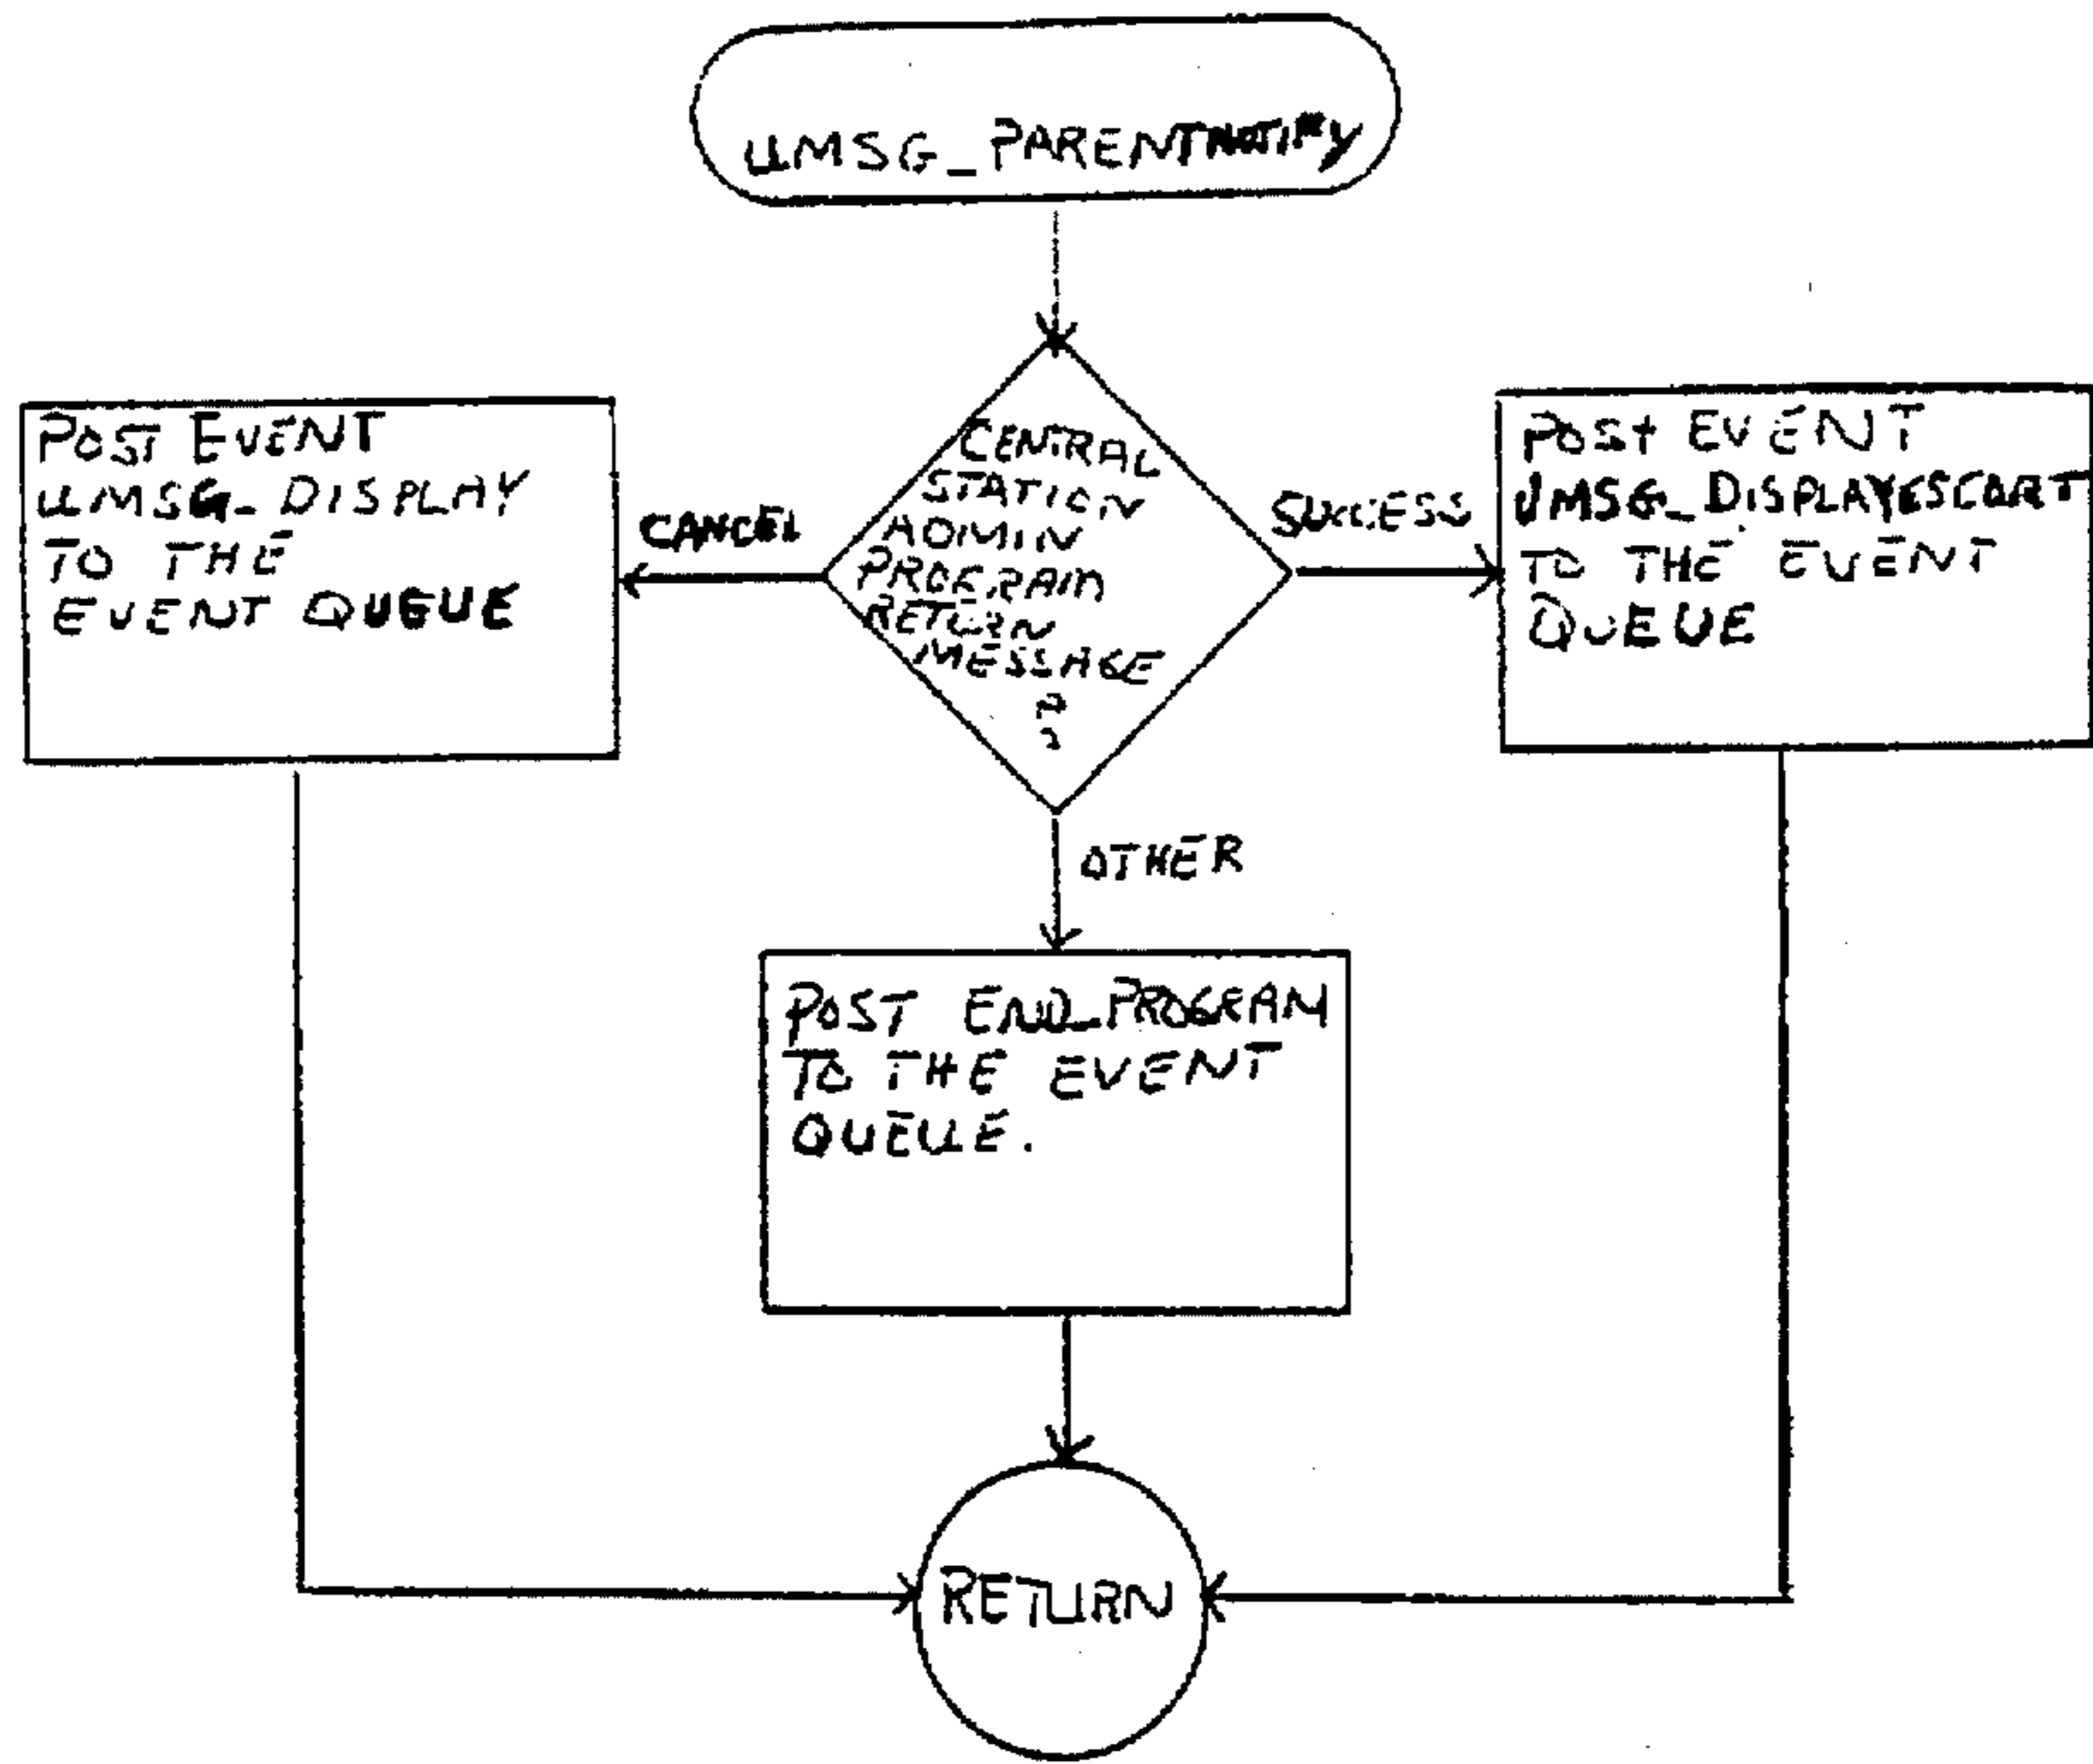 UMSG_PARENTNOTIFY
POST EVENT
UMSG_DISPLAY
TO THE
EVENT QUEUE
CANCEL
CENTRAL
STATION
ADMIN
PROGRAM
RETURN
MESSAGE
?
SUCCESS
POST EVENT
UMSG_DISPLAYESCORT
TO THE EVENT
QUEUE
OTHER
POST END_PROGRAM
TO THE EVENT
QUEUE.
RETURN